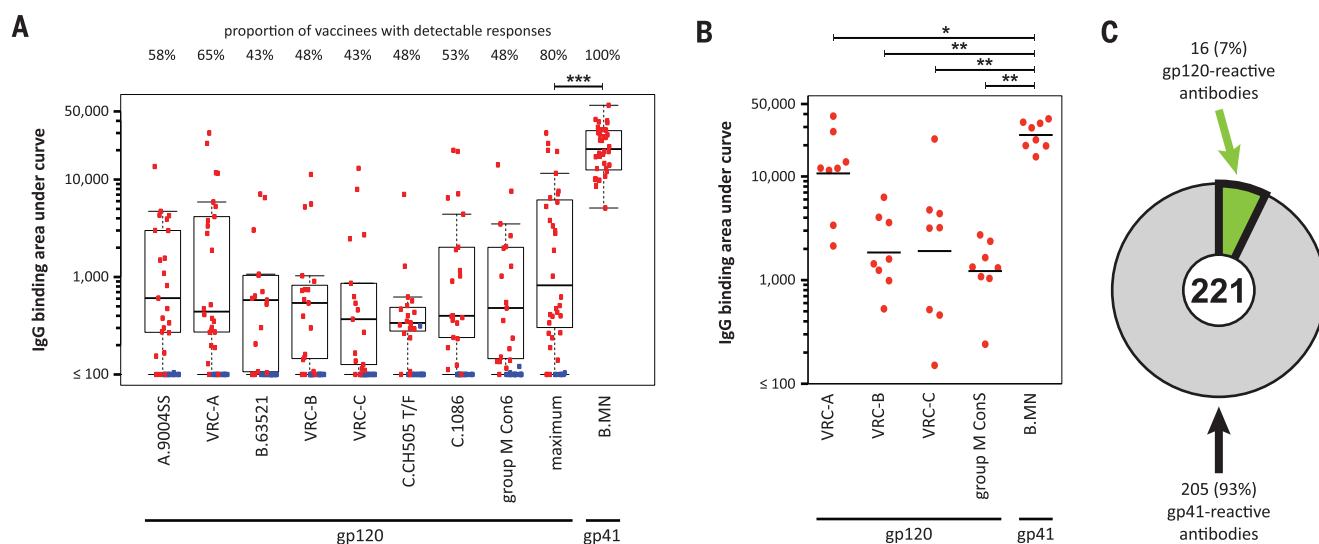 A
proportion of vaccinees with detectable responses
58% 65% 43% 48% 43% 48% 53% 48% 80% 100%
***
IgG binding area under curve
50,000
10,000
1,000
≤ 100
A.9004SS
VRC-A
B.63521
VRC-B
VRC-C
C.CH505 T/F
C.1086
group M Con6
maximum
B.MN
gp120
gp41
B
*
**
**
**
IgG binding area under curve
50,000
10,000
1,000
≤ 100
VRC-A
VRC-B
VRC-C
group M ConS
B.MN
gp120
gp41
C
16 (7%)
gp120-reactive
antibodies
221
205 (93%)
gp41-reactive
antibodies